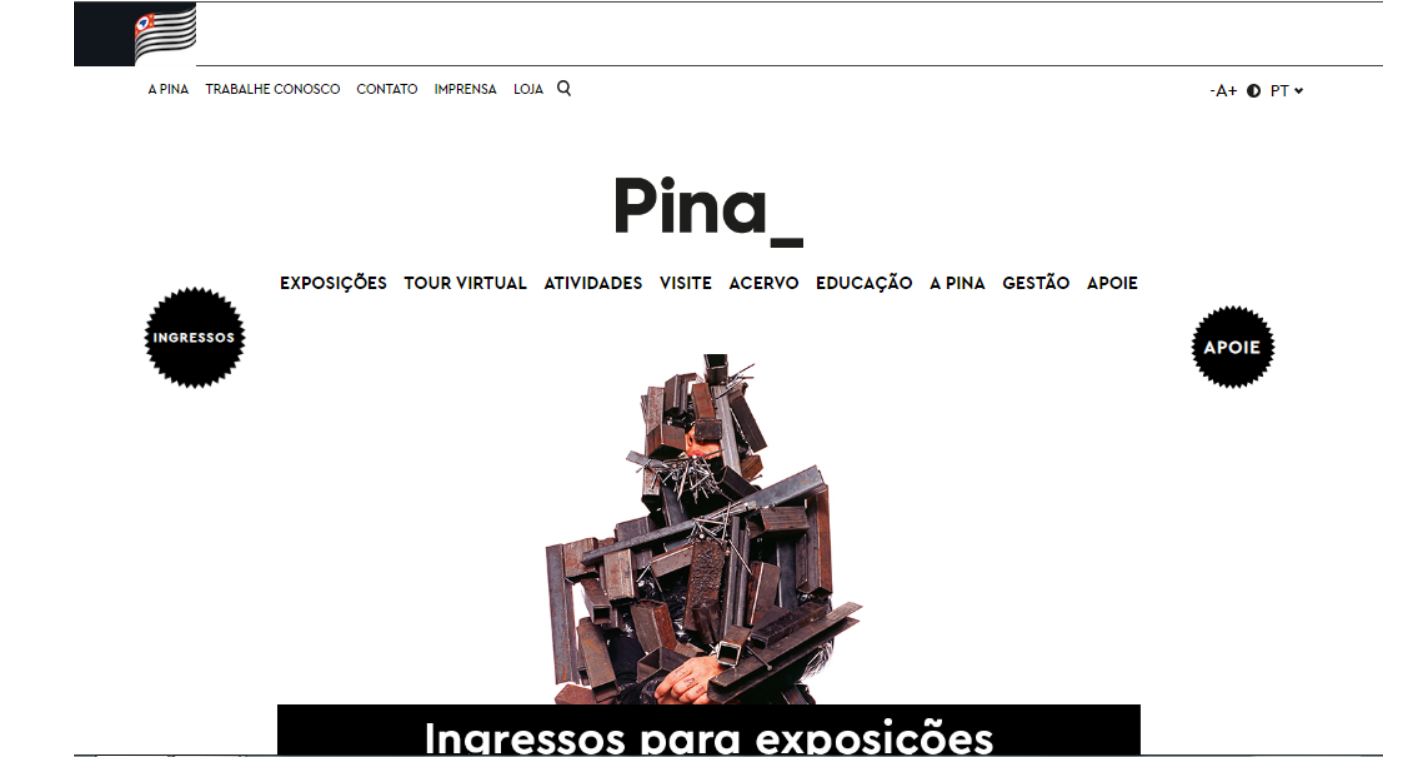 A PINA TRABALHE CONOSCO CONTATO IMPRENSA LOJA
-A+ PT
Pina_
EXPOSIÇÕES TOUR VIRTUAL ATIVIDADES VISITE ACERVO EDUCAÇÃO A PINA GESTÃO APOIE
INGRESSOS
APOIE
Ingressos para exposições